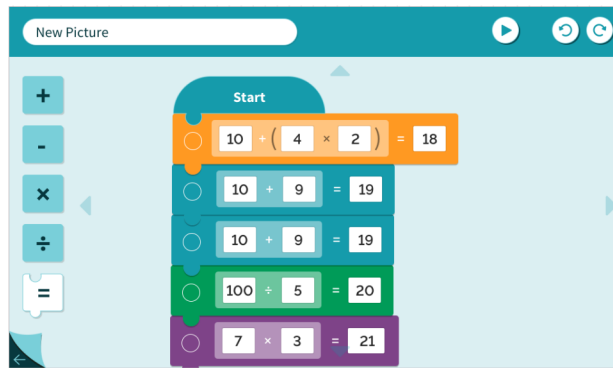 New Picture
+
-
×
÷
=
Start
10 + ( 4 × 2 ) = 18
10 + 9 = 19
10 + 9 = 19
100 ÷ 5 = 20
7 × 3 = 21